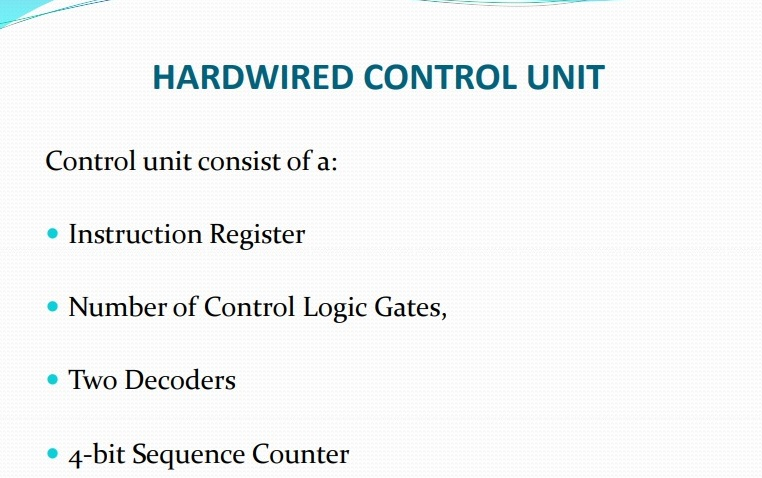 HARDWIRED CONTROL UNIT
Control unit consist of a:
• Instruction Register
• Number of Control Logic Gates,
• Two Decoders
• 4-bit Sequence Counter